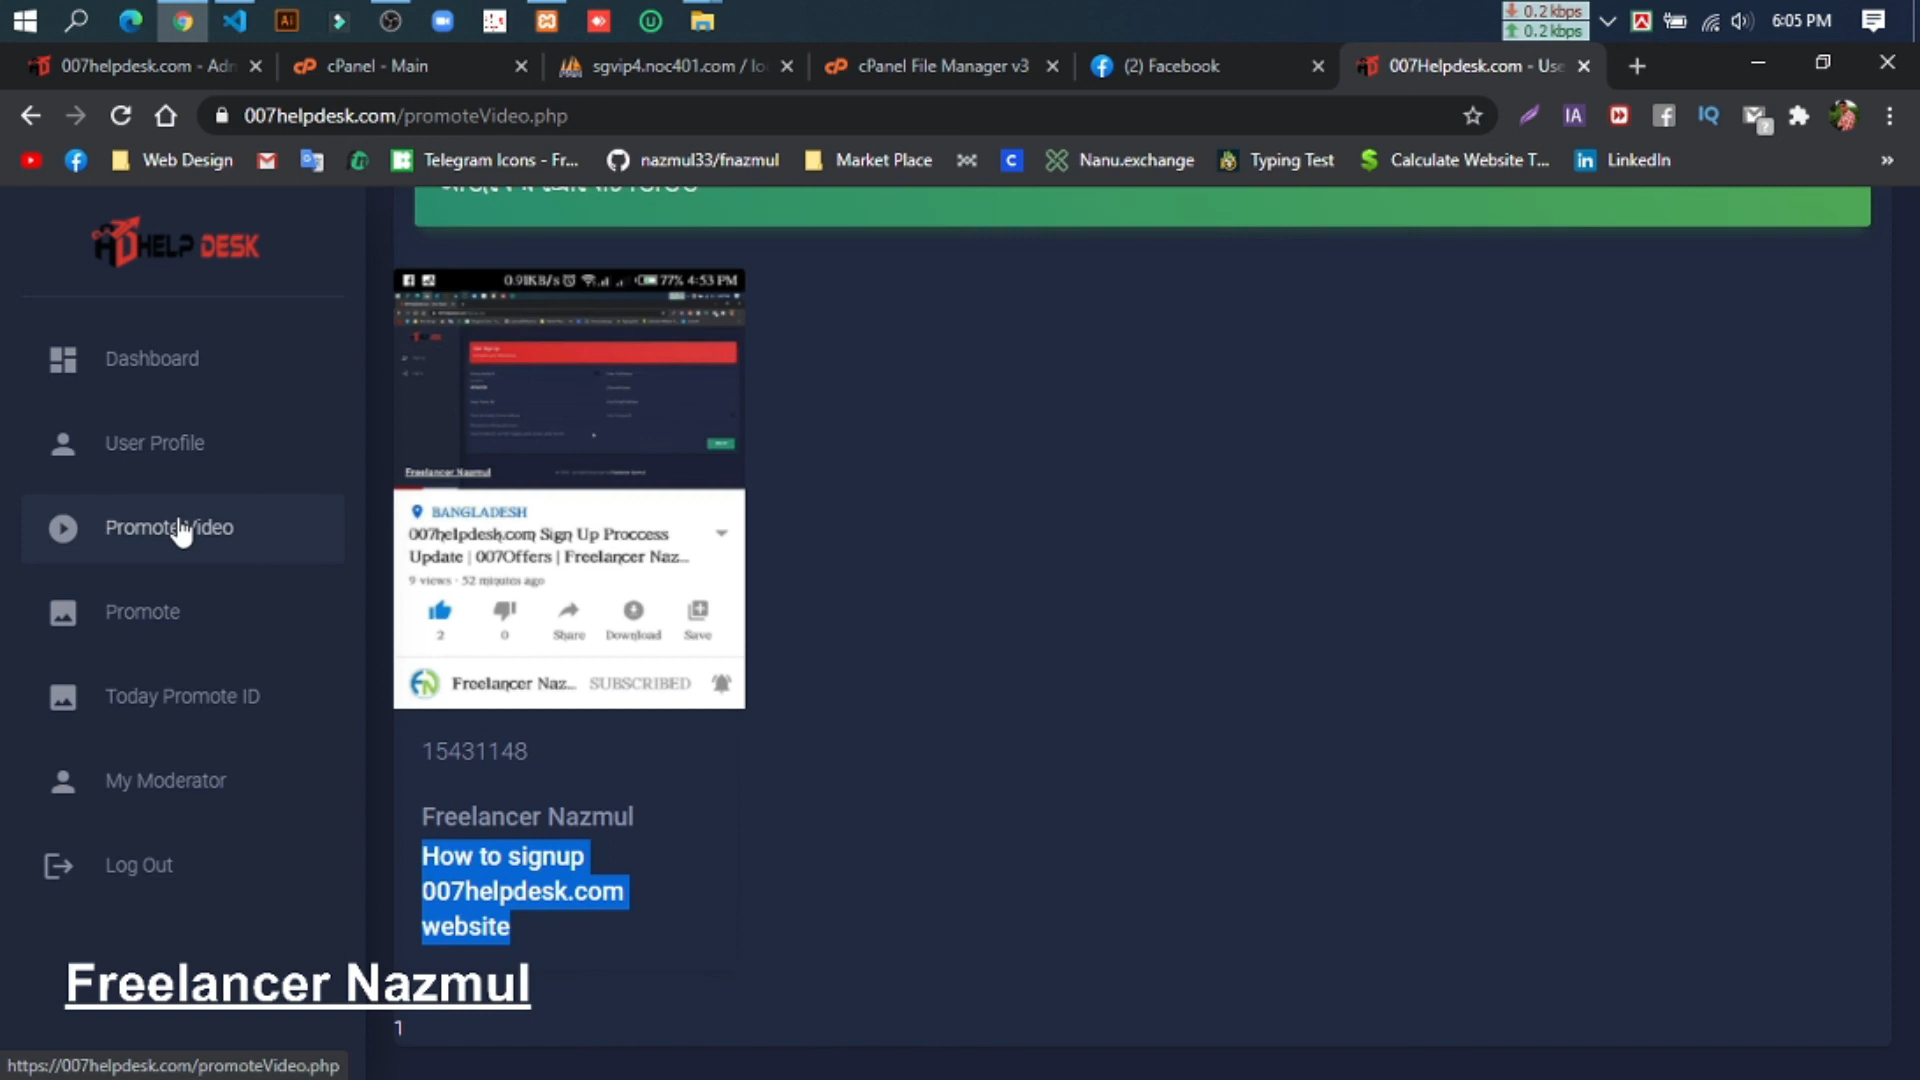 0.2 kbps
0.2 kbps
6:05 PM
007helpdesk.com - Adn
cPanel - Main
sgvip4.noc401.com / lo
cPanel File Manager v3
(2) Facebook
007Helpdesk.com - Use
007helpdesk.com/promoteVideo.php
Web Design
Telegram Icons - Fr...
nazmul33/fnazmul
Market Place
Nanu.exchange
Typing Test
Calculate Website T...
LinkedIn
HELP DESK
Dashboard
User Profile
Promote Video
Promote
Today Promote ID
My Moderator
Log Out
0.91KB/s 77% 4:53 PM
Freelancer Nazmul
BANGLADESH
007helpdesk.com Sign Up Proccess
Update | 007Offers | Freelancer Naz...
9 views · 52 minutes ago
2
0
Share
Download
Save
Freelancer Naz...
SUBSCRIBED
15431148
Freelancer Nazmul
How to signup
007helpdesk.com
website
Freelancer Nazmul
1
https://007helpdesk.com/promoteVideo.php